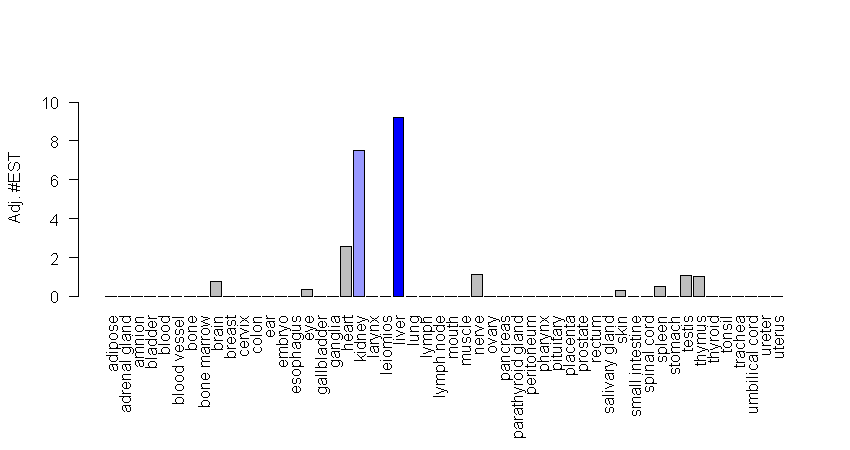 Adj. #EST
10
8
6
4
2
0
adipose
adrenal gland
amnion
bladder
blood
blood vessel
bone
bone marrow
brain
breast
cervix
colon
ear
embryo
esophagus
eye
gallbladder
ganglia
heart
kidney
larynx
leiomios
liver
lung
lymph
lymph node
mouth
muscle
nerve
ovary
pancreas
parathyroid gland
peritoneum
pharynx
pituitary
placenta
prostate
rectum
salivary gland
skin
small intestine
spinal cord
spleen
stomach
testis
thymus
thyroid
tonsil
trachea
umbilical cord
ureter
uterus